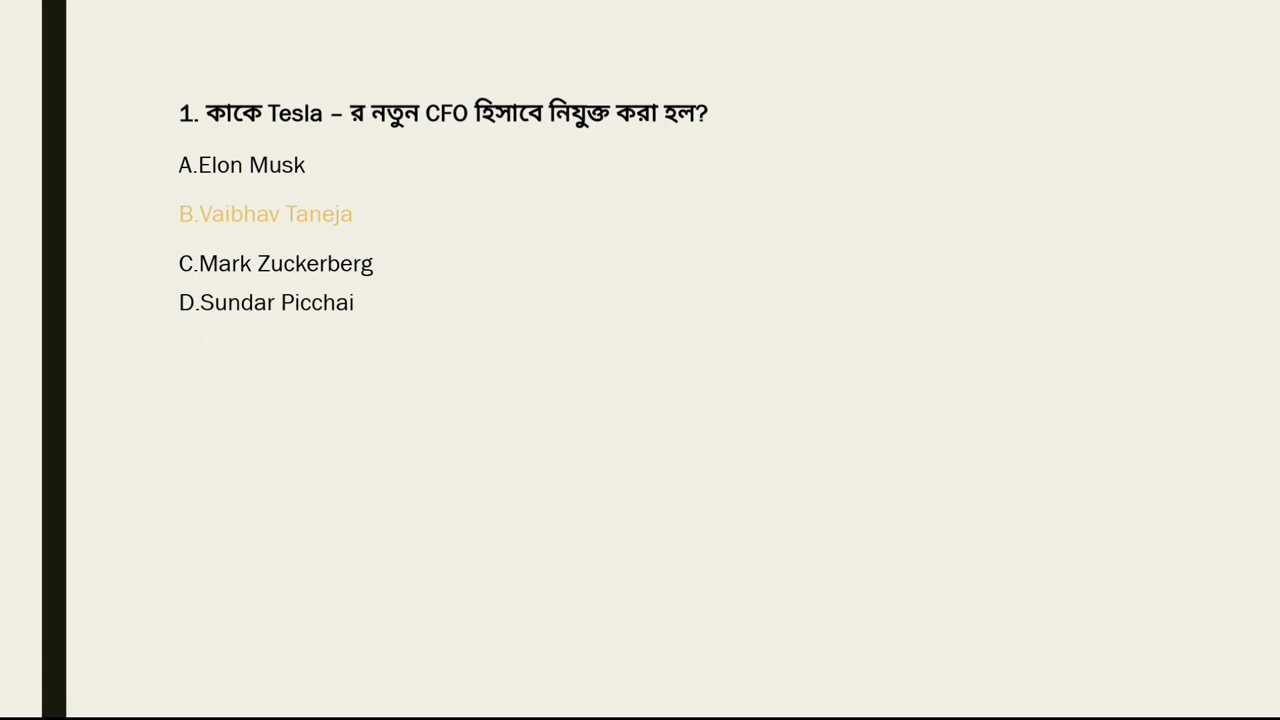 1. কাকে Tesla – র নতুন CFO হিসাবে নিযুক্ত করা হল?
A.Elon Musk
B.Vaibhav Taneja
C.Mark Zuckerberg
D.Sundar Picchai